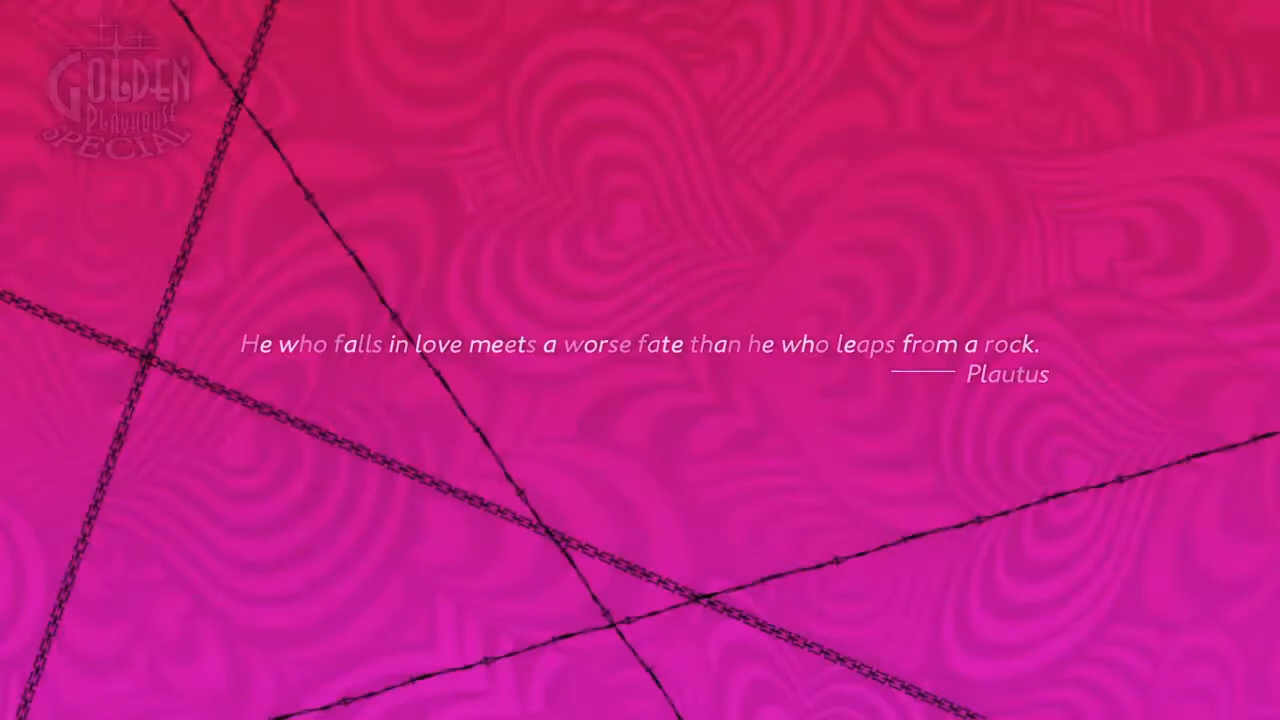 GOLDEN
PLAYHOUSE
SPECIAL
He who falls in love meets a worse fate than he who leaps from a rock.
Plautus